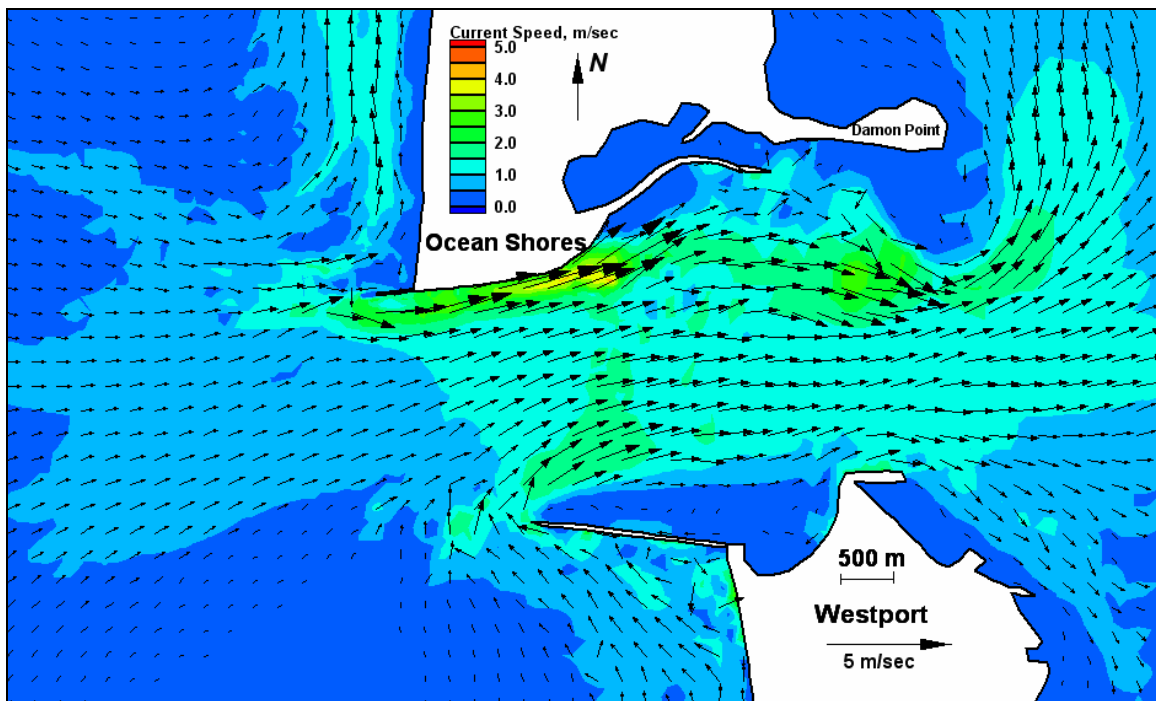 Current Speed, m/sec
5.0
4.0
3.0
2.0
1.0
0.0
N
Damon Point
Ocean Shores
500 m
Westport
5 m/sec